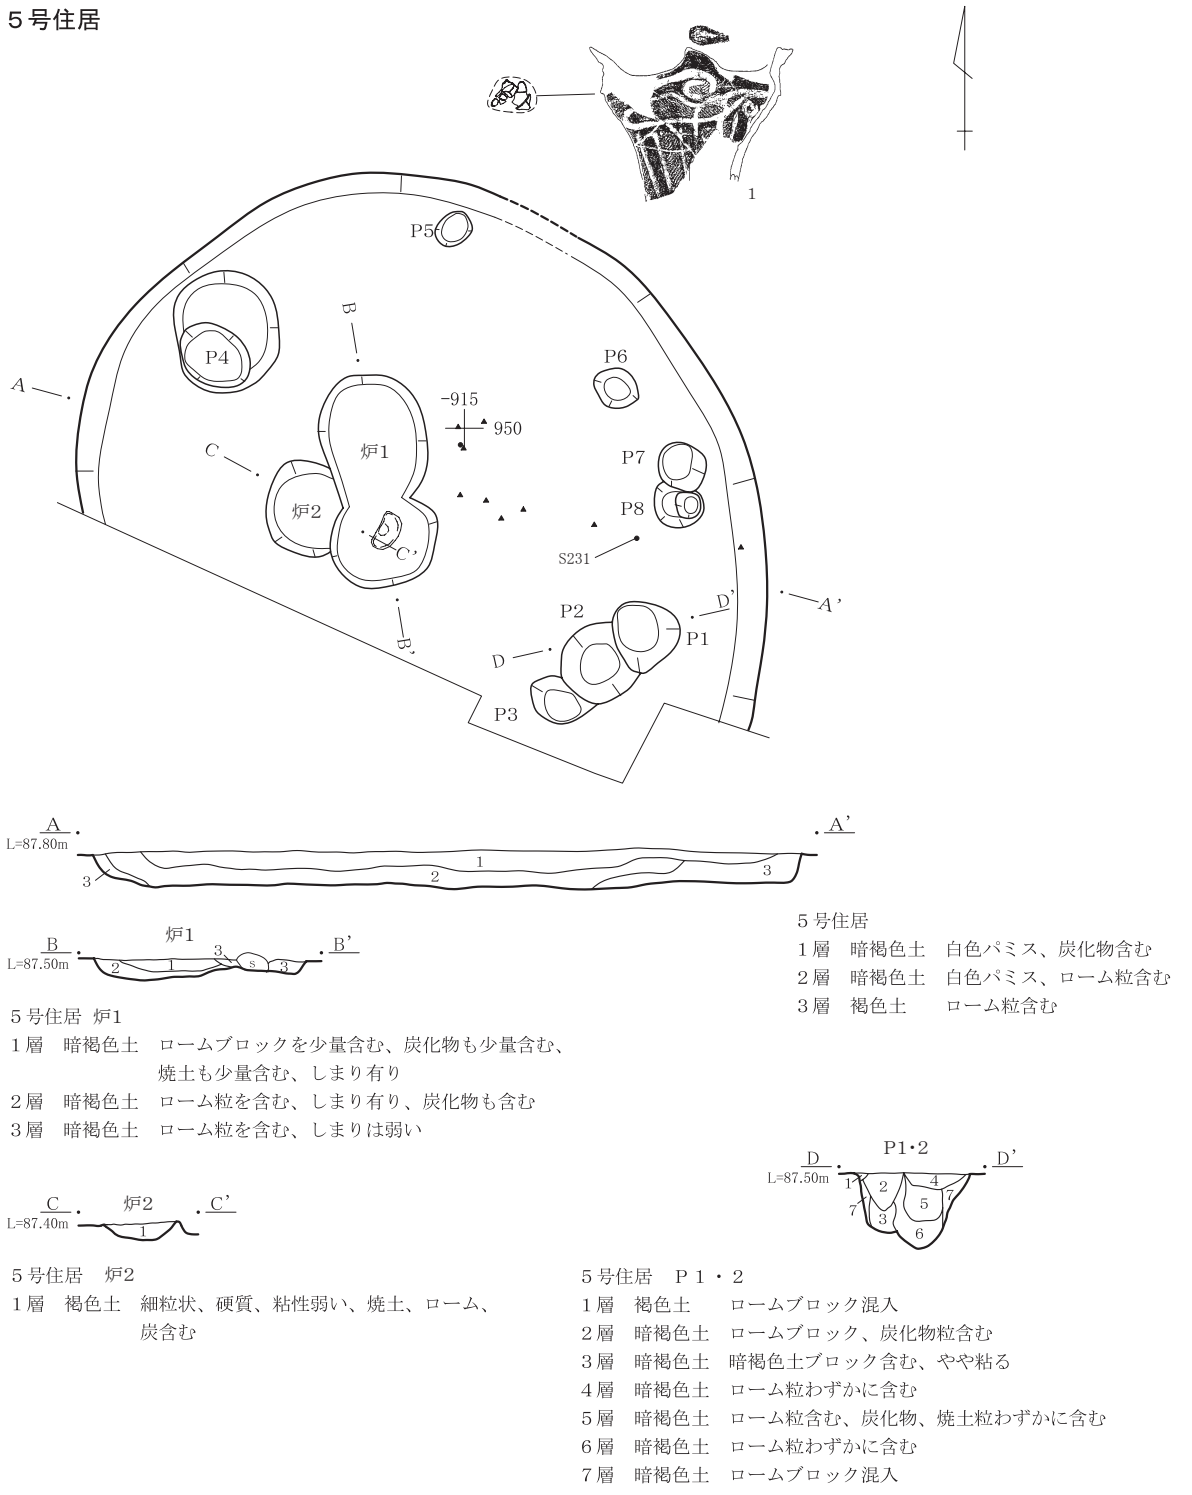 ５号住居
1
P5
B
P4
P6
A
-915
950
C
炉1
P7
炉2
P8
C’
S231
D’
A’
P2
P1
B’
D
P3
A
A’
L=87.80m
1
2
3
3
炉1
B
B’
L=87.50m
3
2
1
s
3
５号住居
１層　暗褐色土　白色パミス、炭化物含む
２層　暗褐色土　白色パミス、ローム粒含む
３層　褐色土　　ローム粒含む
５号住居 炉1
１層　暗褐色土　ロームブロックを少量含む、炭化物も少量含む、
焼土も少量含む、しまり有り
２層　暗褐色土　ローム粒を含む、しまり有り、炭化物も含む
３層　暗褐色土　ローム粒を含む、しまりは弱い
P1・2
D
D’
L=87.50m
1
2
4
7
5
7
3
6
C
炉2
C’
L=87.40m
1
５号住居　炉2
１層　褐色土　細粒状、硬質、粘性弱い、焼土、ローム、
炭含む
５号住居　Ｐ１・２
１層　褐色土　　ロームブロック混入
２層　暗褐色土　ロームブロック、炭化物粒含む
３層　暗褐色土　暗褐色土ブロック含む、やや粘る
４層　暗褐色土　ローム粒わずかに含む
５層　暗褐色土　ローム粒含む、炭化物、焼土粒わずかに含む
６層　暗褐色土　ローム粒わずかに含む
７層　暗褐色土　ロームブロック混入